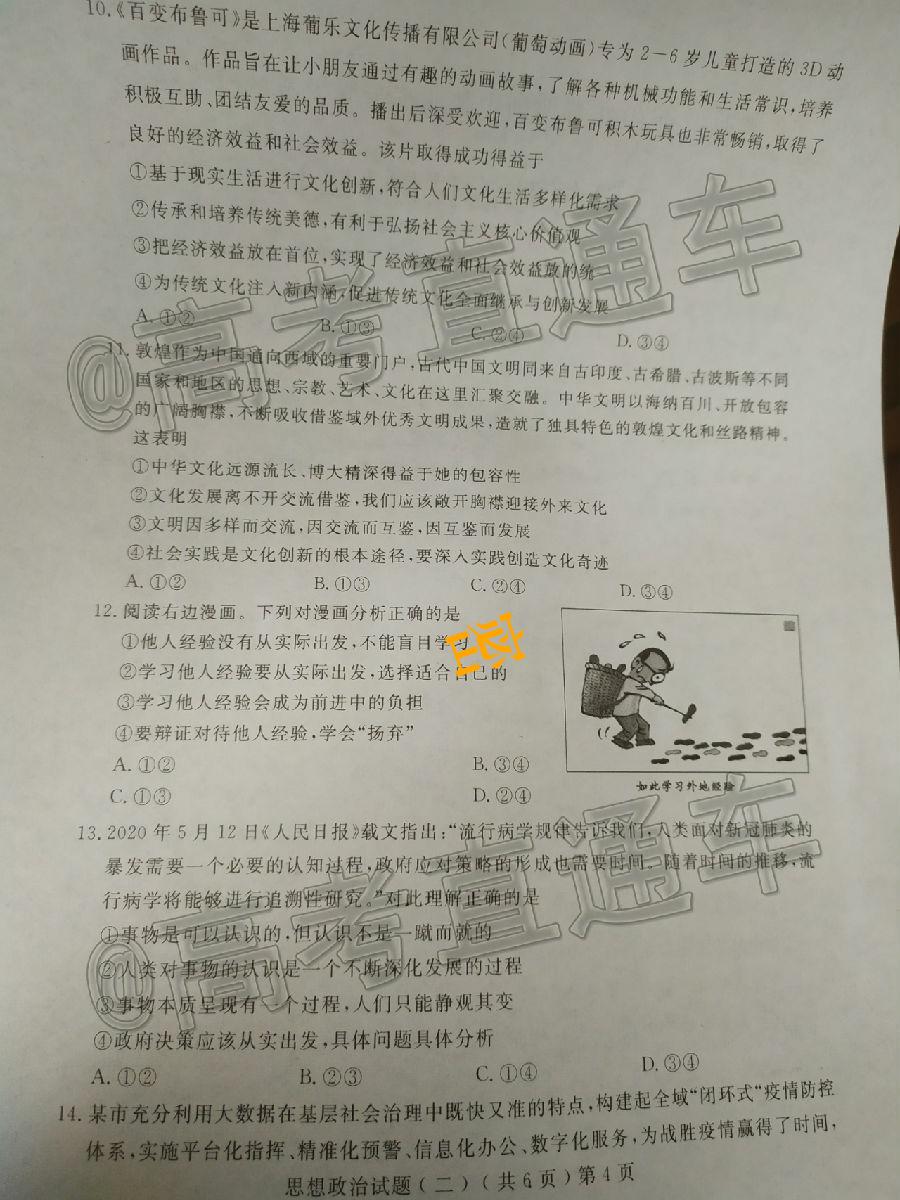 10.《百变布鲁可》是上海葡乐文化传播有限公司(葡萄动画)专为2-6岁儿童打造的3D动
画作品。作品旨在让小朋友通过有趣的动画故事,了解各种机械功能和生活常识,培养
积极互助、团结友爱的品质。播出后深受欢迎,百变布鲁可积木玩具也非常畅销,取得了
良好的经济效益和社会效益。该片取得成功得益于
①基于现实生活进行文化创新,符合人们文化生活多样化需求
②传承和培养传统美德,有利于弘扬社会主义核心价值观
③把经济效益放在首位,实现了经济效益和社会效益的统
④为传统文化注入新内涵,促进传统文化全面继承与创新发展
A.①② B.①③ C.②④ D.③④
11.敦煌作为中国通向西域的重要门户,古代中国文明同来自古印度、古希腊、古波斯等不同
国家和地区的思想、宗教、艺术、文化在这里汇聚交融。中华文明以海纳百川、开放包容
的广阔胸襟,不断吸收借鉴域外优秀文明成果,造就了独具特色的敦煌文化和丝路精神。
这表明
①中华文化远源流长、博大精深得益于她的包容性
②文化发展离不开交流借鉴,我们应该敞开胸襟迎接外来文化
③文明因多样而交流,因交流而互鉴,因互鉴而发展
④社会实践是文化创新的根本途径,要深入实践创造文化奇迹
A.①② B.①③ C.②④ D.③④
12.阅读右边漫画。下列对漫画分析正确的是
①他人经验没有从实际出发,不能盲目学习
②学习他人经验要从实际出发,选择适合自己的
③学习他人经验会成为前进中的负担
④要辩证对待他人经验,学会“扬弃”
A.①② B.③④
C.①③ D.②④
如此学习外地经验
13.2020年5月12日《人民日报》载文指出:“流行病学规律告诉我们,人类面对新冠肺炎的
暴发需要一个必要的认知过程,政府应对策略的形成也需要时间。随着时间的推移,流
行病学将能够进行追溯性研究。”对此理解正确的是
①事物是可以认识的,但认识不是一蹴而就的
②人类对事物的认识是一个不断深化发展的过程
③事物本质呈现有一个过程,人们只能静观其变
④政府决策应该从实出发,具体问题具体分析
A.①② B.②③ C.①④ D.③④
14.某市充分利用大数据在基层社会治理中既快又准的特点,构建起全域“闭环式”疫情防控
体系,实施平台化指挥、精准化预警、信息化办公、数字化服务,为战胜疫情赢得了时间,
思想政治试题(二)(共6页)第4页
@高考直通车
@高考直通车